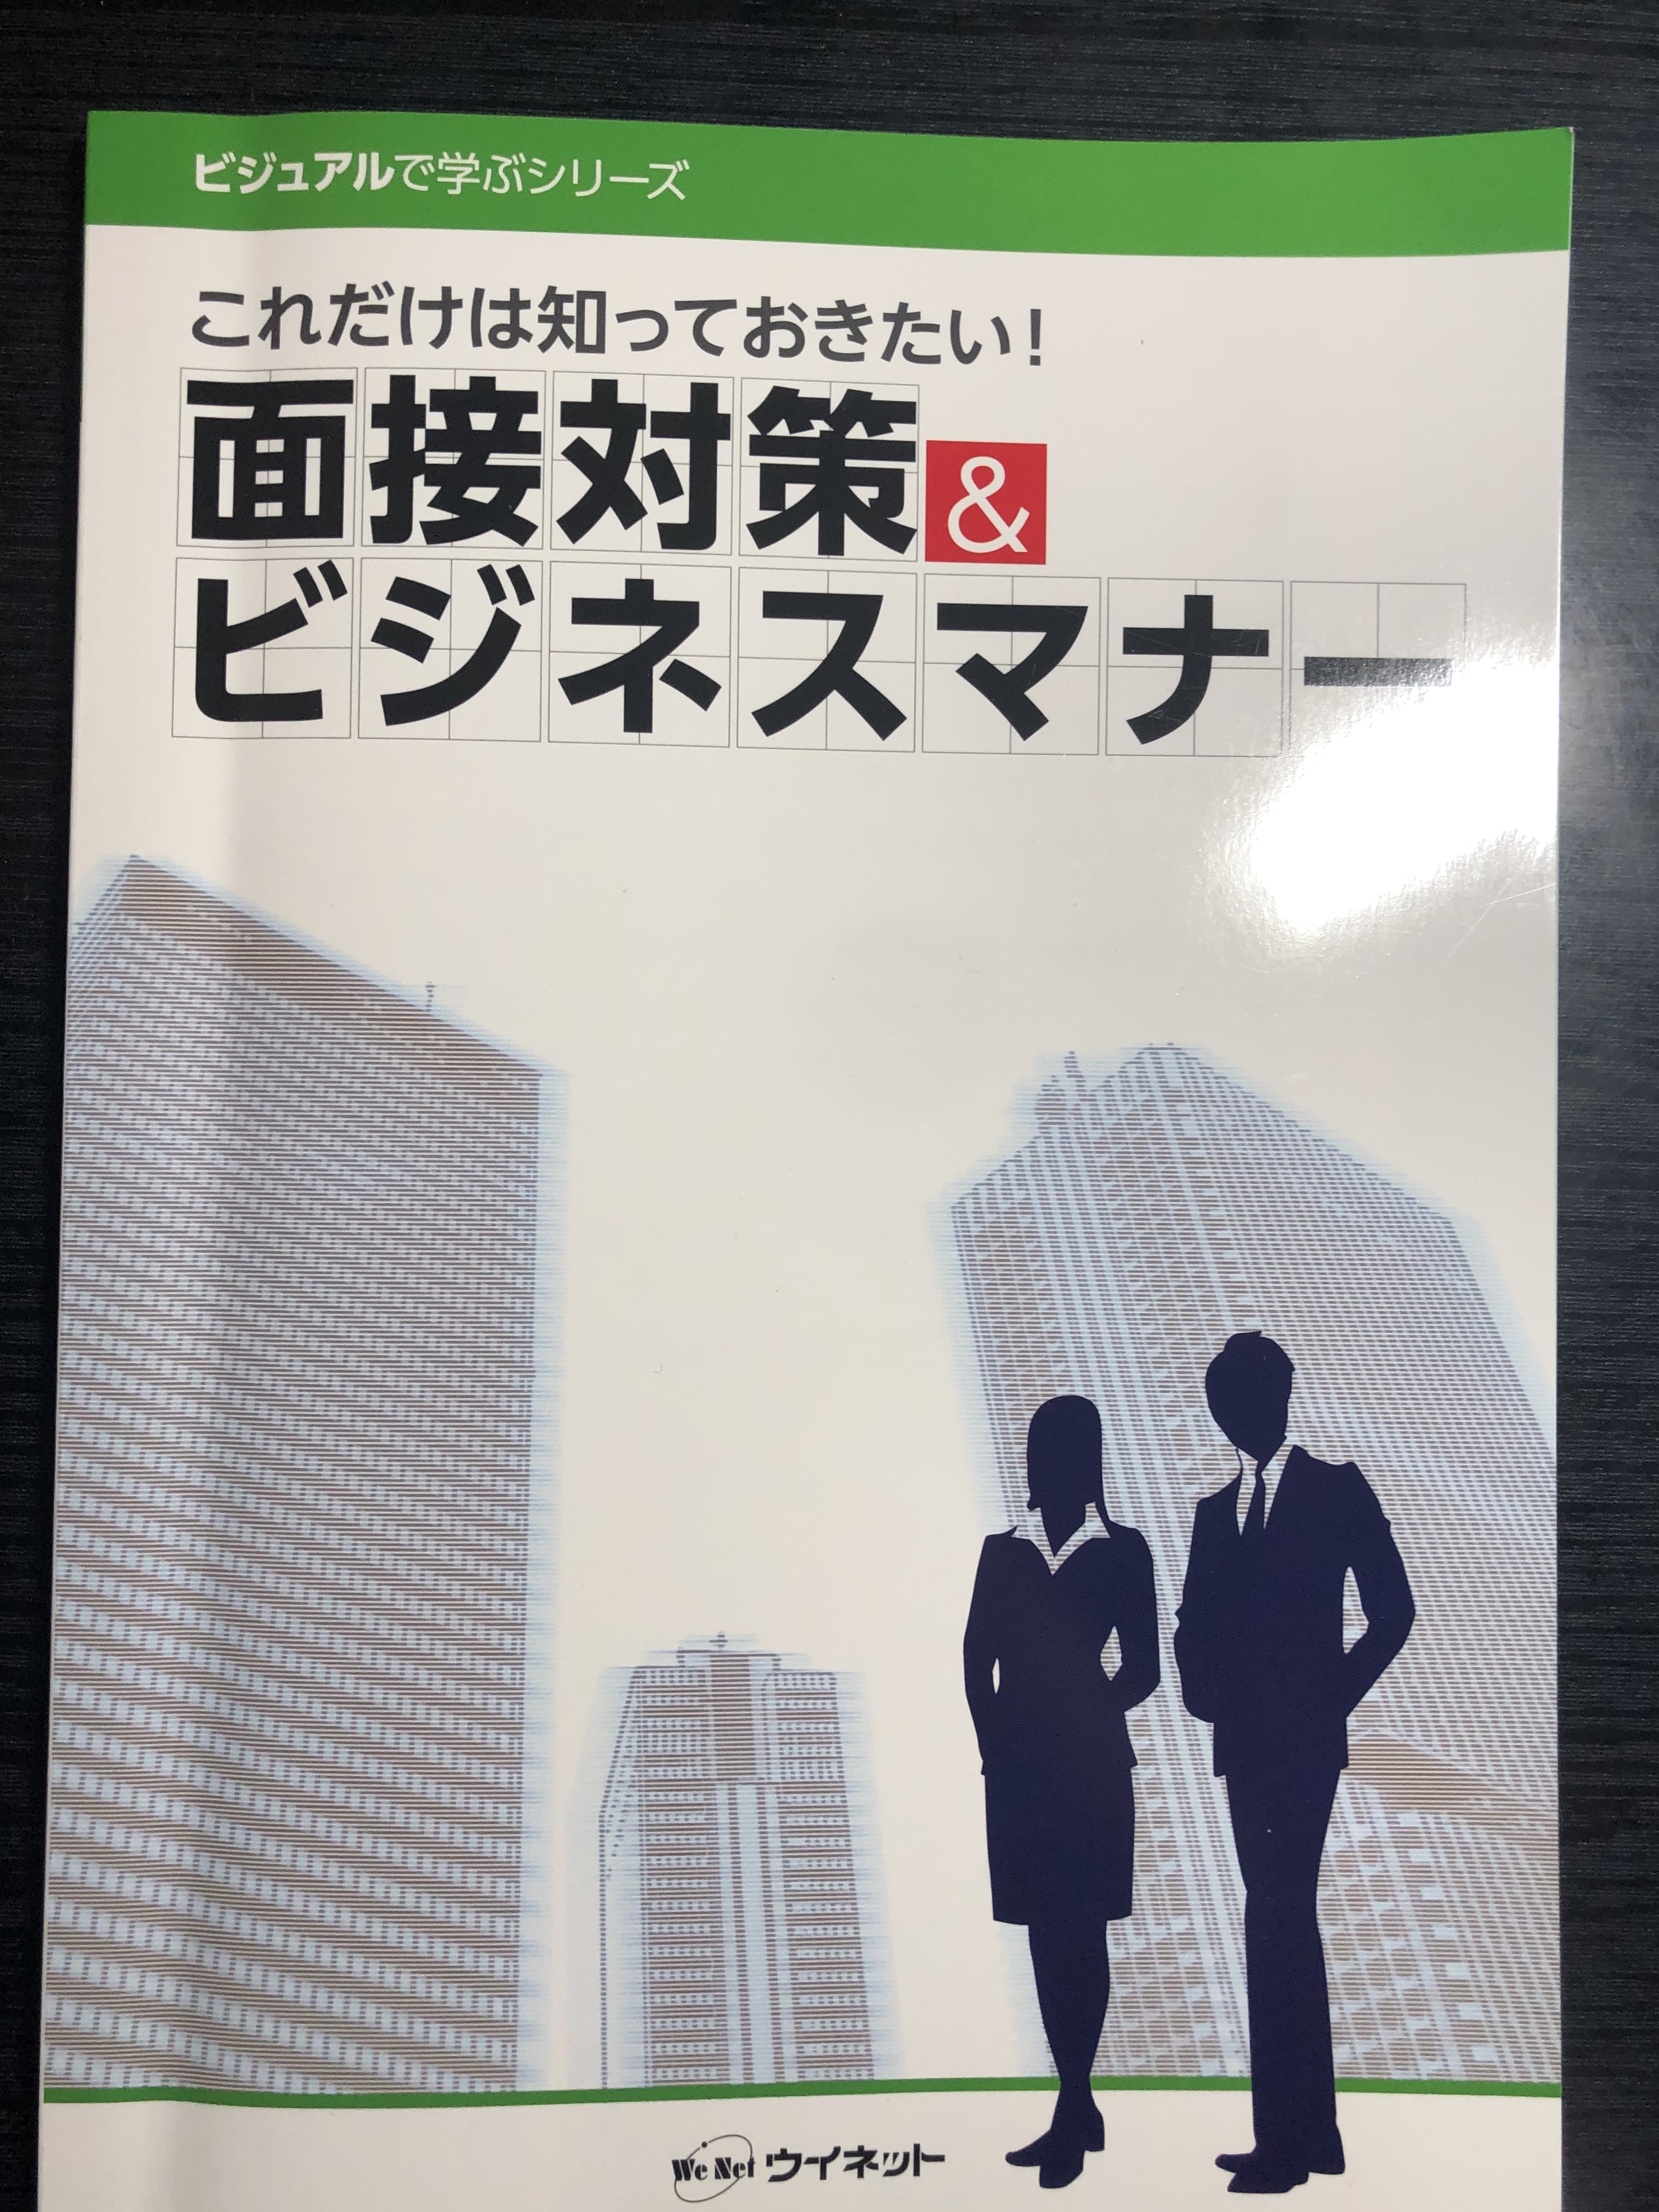 ビジュアルで学ぶシリーズ
これだけは知っておきたい!
面接対策&
ビジネスマナー
We Net ウイネット